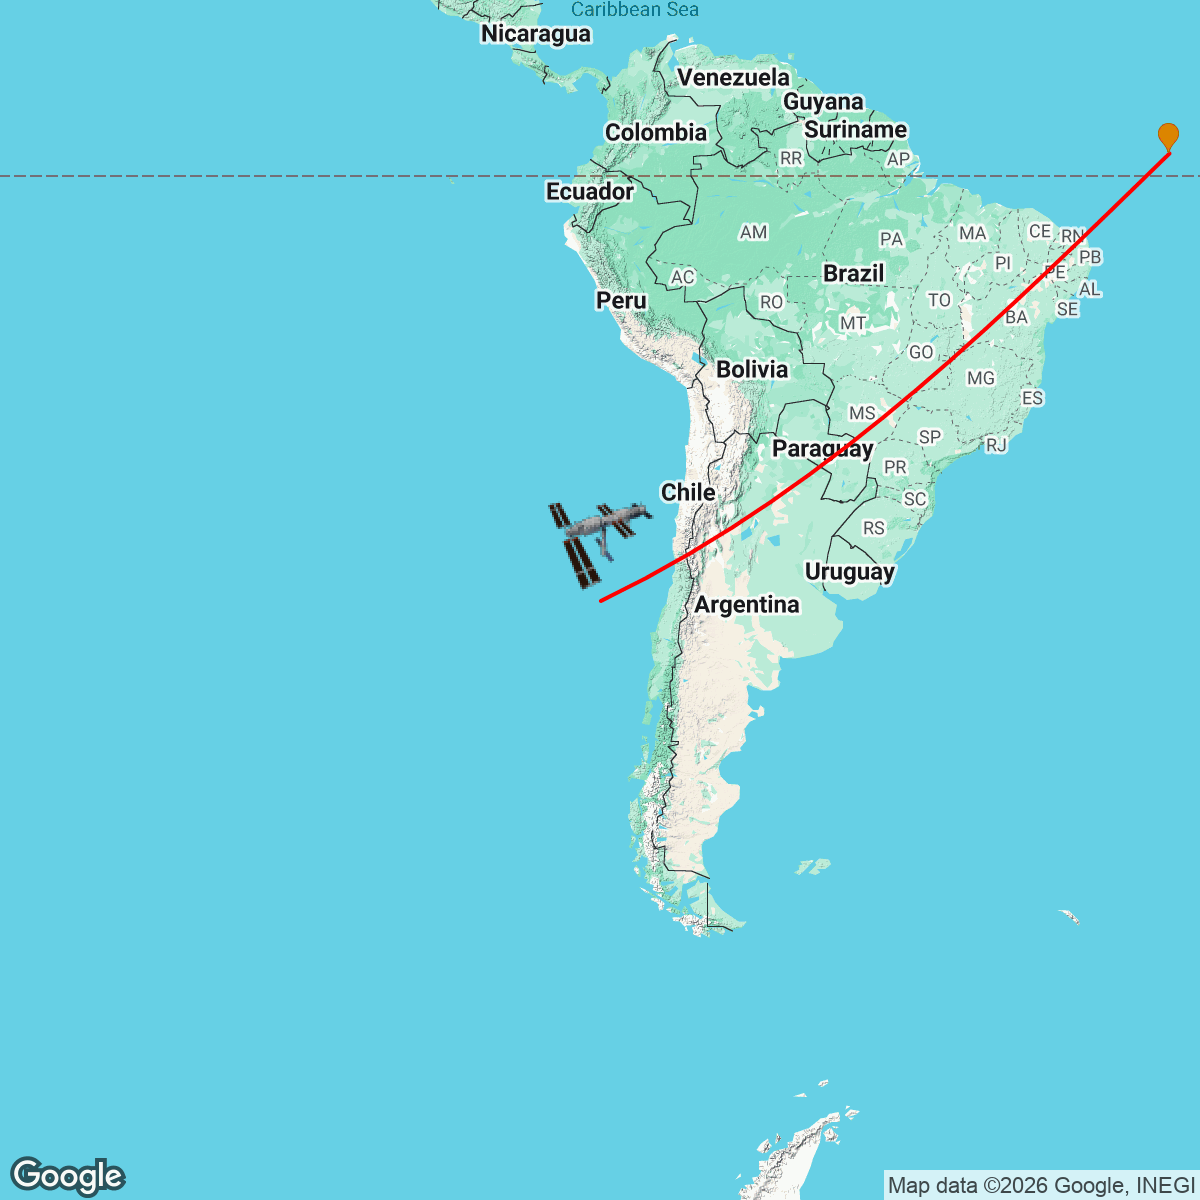 Caribbean Sea
Nicaragua
Venezuela
Guyana
Colombia
Suriname
RR
AP
Ecuador
AM
PA
MA
CE
RN
PI
PB
PE
AC
Brazil
AL
Peru
RO
TO
SE
MT
BA
GO
Bolivia
MG
ES
MS
SP
RJ
Paraguay
PR
Chile
SC
RS
Uruguay
Argentina
Google
Map data ©2026 Google, INEGI